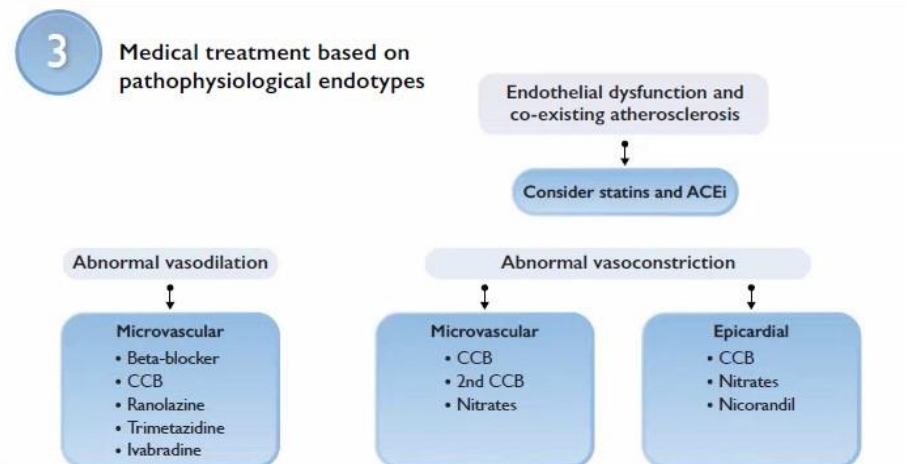 3
Medical treatment based on
pathophysiological endotypes
Endothelial dysfunction and
co-existing atherosclerosis
Consider statins and ACEi
Abnormal vasodilation
Abnormal vasoconstriction
Microvascular
• Beta-blocker
• CCB
• Ranolazine
• Trimetazidine
• Ivabradine
Microvascular
• CCB
• 2nd CCB
• Nitrates
Epicardial
• CCB
• Nitrates
• Nicorandil